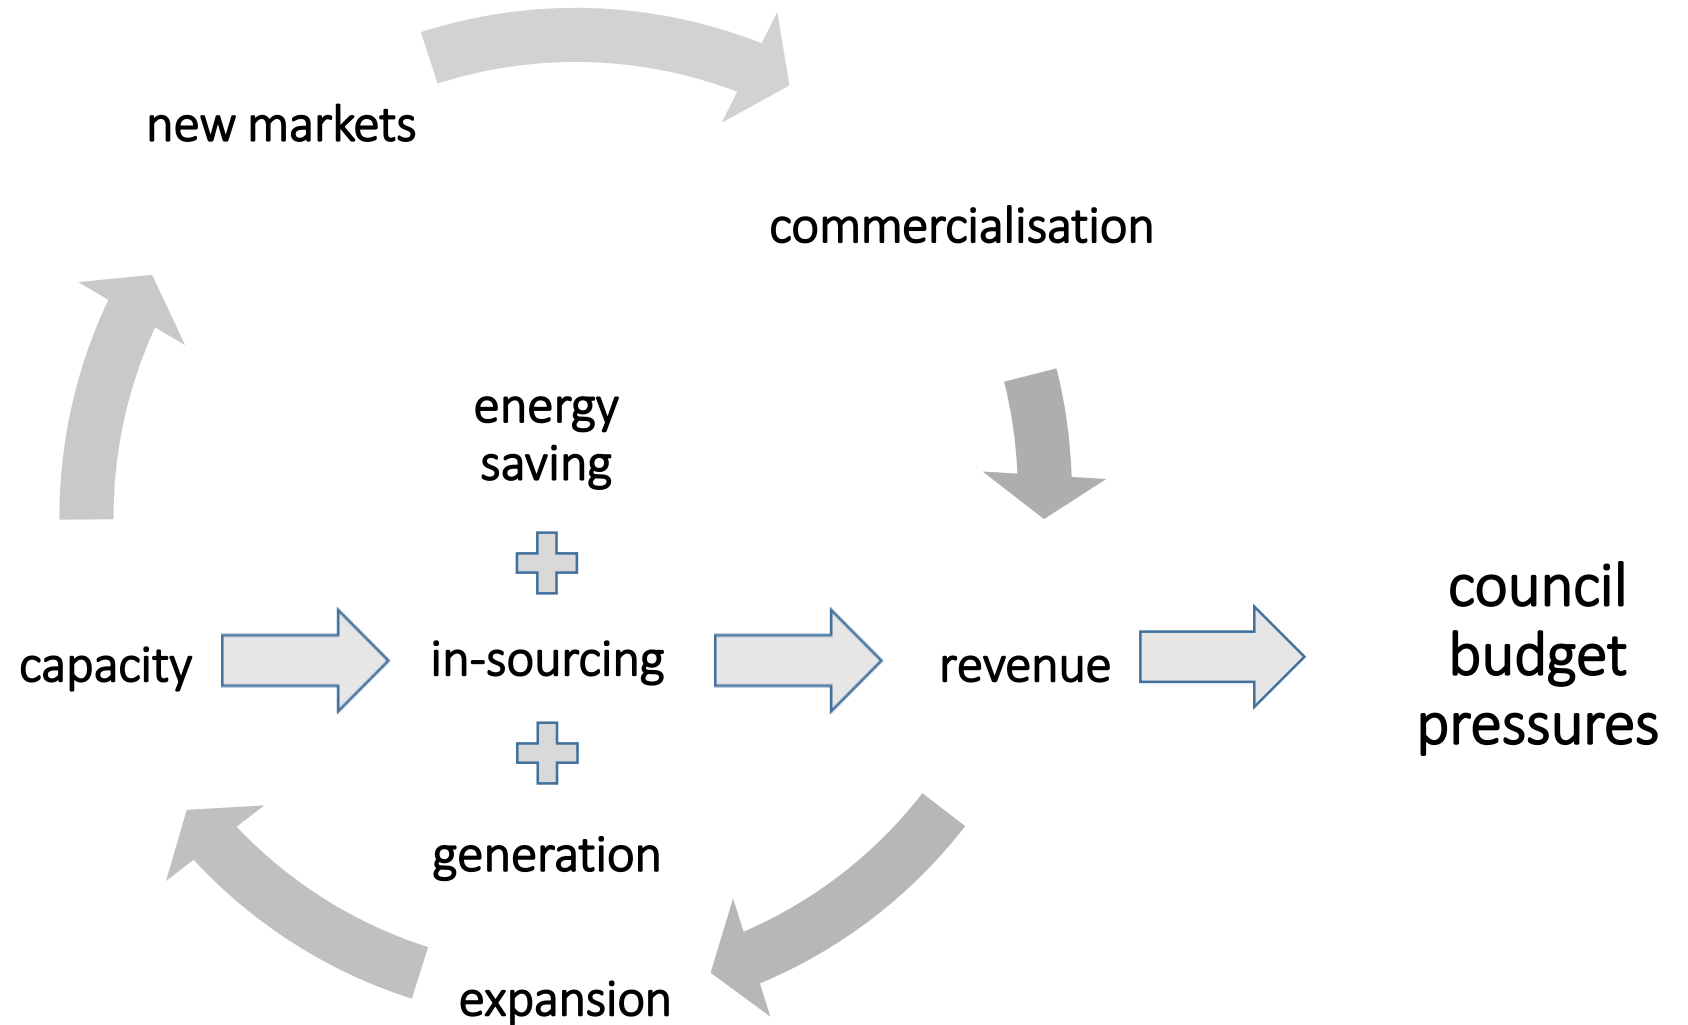 new markets
commercialisation
energy
saving
capacity
in-sourcing
revenue
council
budget
pressures
generation
expansion